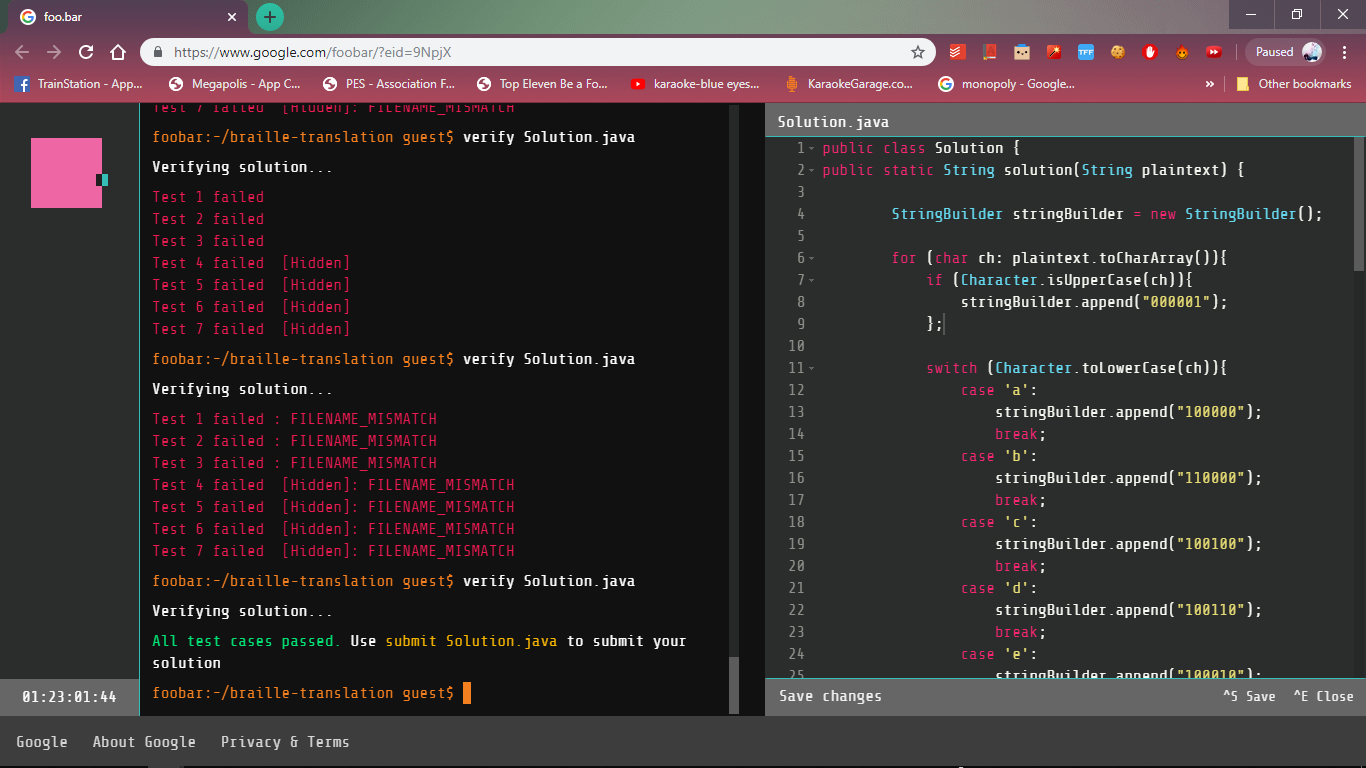 foo.bar
https://www.google.com/foobar/?eid=9NpjX
TFF
Paused
TrainStation - App...
Megapolis - App C...
PES - Association F...
Top Eleven Be a Fo...
karaoke-blue eyes...
KaraokeGarage.co...
monopoly - Google...
»
Other bookmarks
Test 7 failed  [Hidden]: FILENAME_MISMATCH
foobar:~/braille-translation guest$ verify Solution.java
Verifying solution...
Test 1 failed
Test 2 failed
Test 3 failed
Test 4 failed  [Hidden]
Test 5 failed  [Hidden]
Test 6 failed  [Hidden]
Test 7 failed  [Hidden]
foobar:~/braille-translation guest$ verify Solution.java
Verifying solution...
Test 1 failed : FILENAME_MISMATCH
Test 2 failed : FILENAME_MISMATCH
Test 3 failed : FILENAME_MISMATCH
Test 4 failed  [Hidden]: FILENAME_MISMATCH
Test 5 failed  [Hidden]: FILENAME_MISMATCH
Test 6 failed  [Hidden]: FILENAME_MISMATCH
Test 7 failed  [Hidden]: FILENAME_MISMATCH
foobar:~/braille-translation guest$ verify Solution.java
Verifying solution...
All test cases passed. Use submit Solution.java to submit your
solution
foobar:~/braille-translation guest$
01:23:01:44
Solution.java
1 public class Solution {
2 public static String solution(String plaintext) {
3
4         StringBuilder stringBuilder = new StringBuilder();
5
6         for (char ch: plaintext.toCharArray()){
7             if (Character.isUpperCase(ch)){
8                 stringBuilder.append("000001");
9             };
10
11             switch (Character.toLowerCase(ch)){
12                 case 'a':
13                     stringBuilder.append("100000");
14                     break;
15                 case 'b':
16                     stringBuilder.append("110000");
17                     break;
18                 case 'c':
19                     stringBuilder.append("100100");
20                     break;
21                 case 'd':
22                     stringBuilder.append("100110");
23                     break;
24                 case 'e':
25                     stringBuilder.append("100010");
Save changes
^S Save
^E Close
Google
About Google
Privacy & Terms